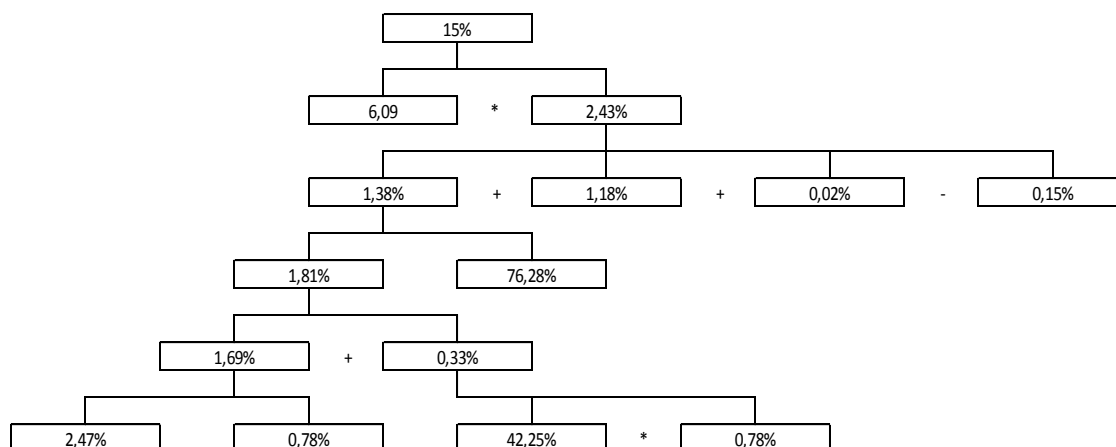 15%
6,09 * 2,43%
1,38% + 1,18% + 0,02% - 0,15%
1,81% 76,28%
1,69% + 0,33%
2,47% 0,78% 42,25% * 0,78%